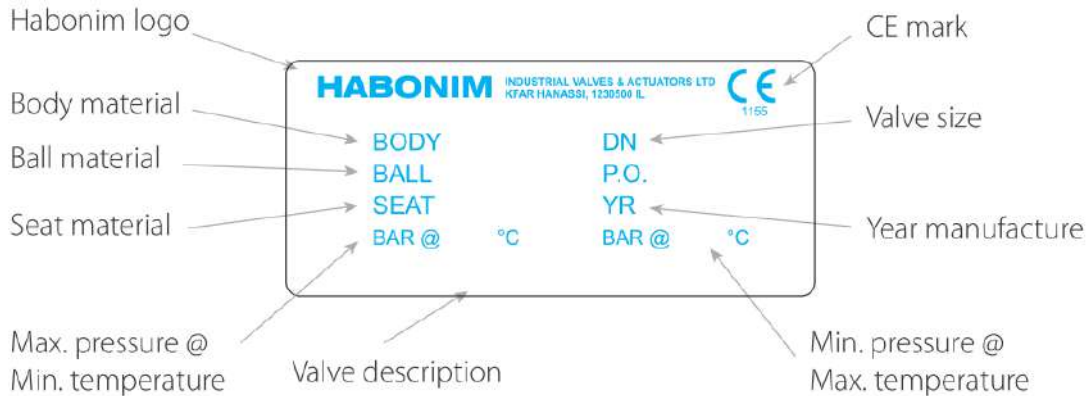 Habonim logo
CE mark
HABONIM INDUSTRIAL VALVES & ACTUATORS LTD
KFAR HANASSI, 1230500 IL
CE
1155
Body material
BODY DN
Valve size
Ball material
BALL P.O.
Seat material
SEAT YR
Year manufacture
BAR @ °C BAR @ °C
Max. pressure @
Min. temperature
Valve description
Min. pressure @
Max. temperature